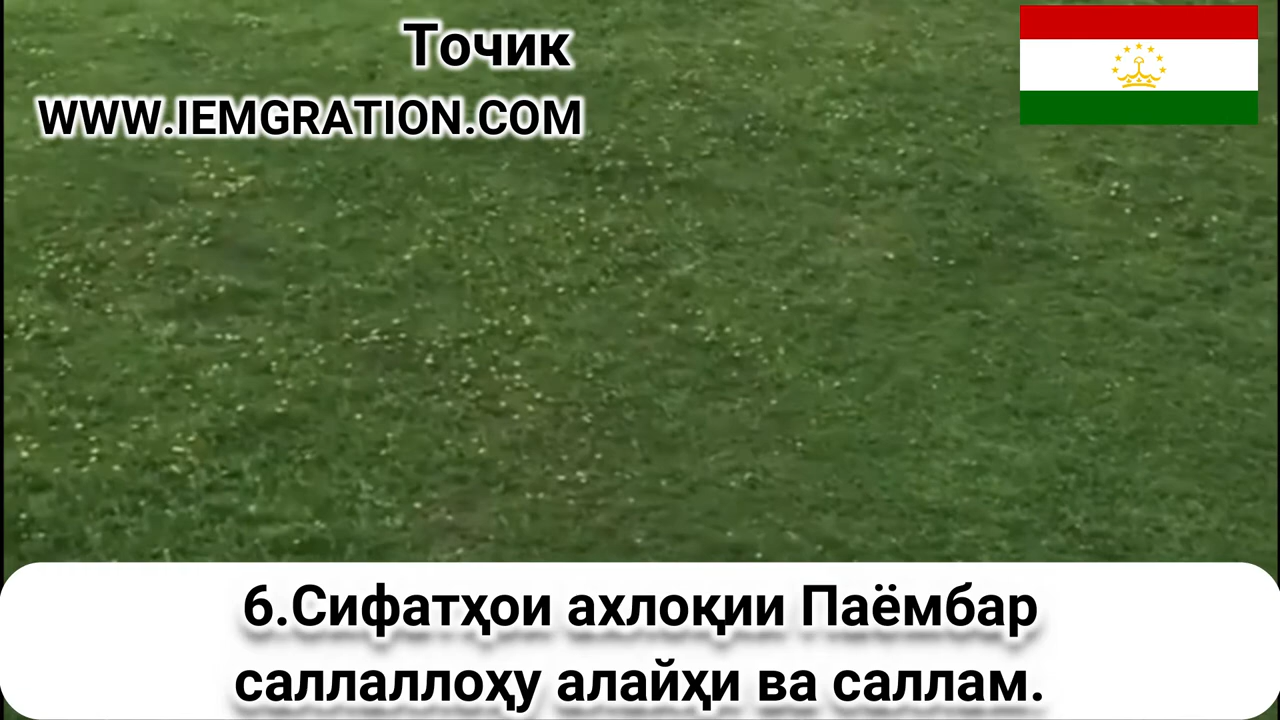 Точик
WWW.IEMGRATION.COM
6.Сифатҳои ахлоқии Паёмбар
саллаллоҳу алайҳи ва саллам.